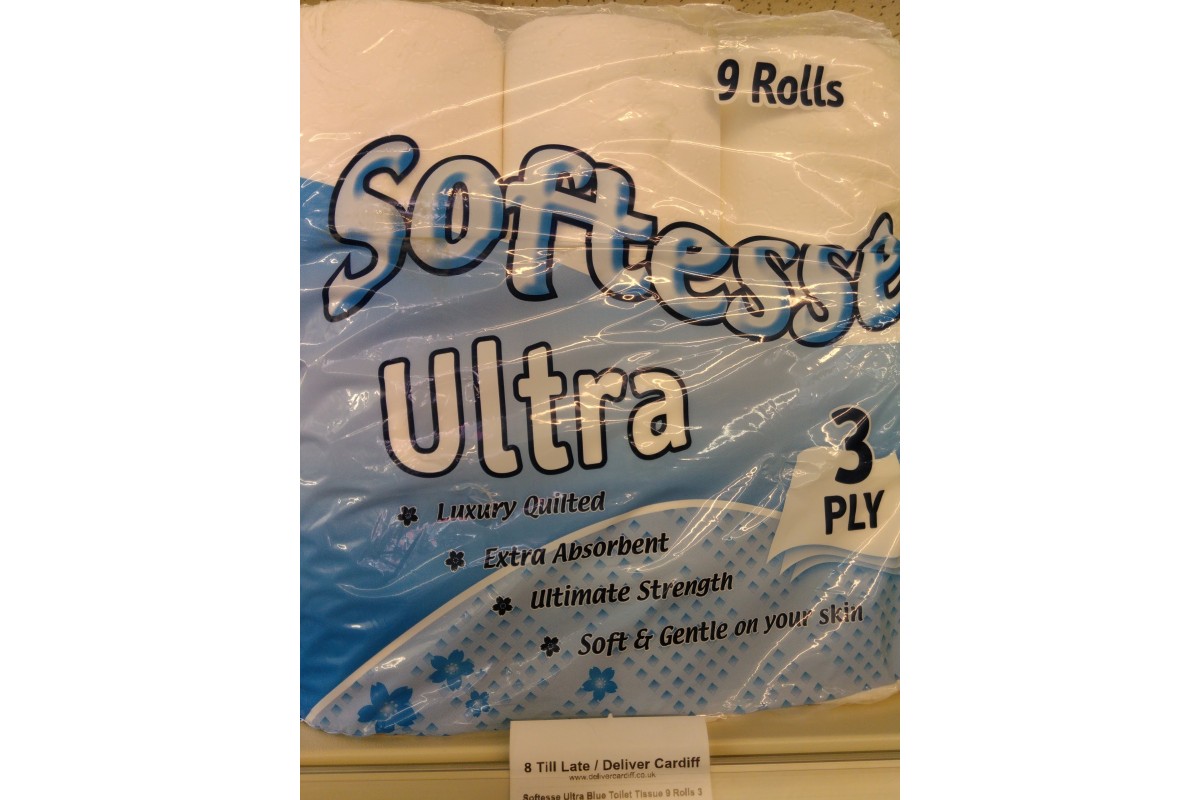 9 Rolls
Softesse
Ultra
3
PLY
Luxury Quilted
Extra Absorbent
Ultimate Strength
Soft & Gentle on your skin
8 Till Late / Deliver Cardiff
www.delivercardiff.co.uk
Softesse Ultra Blue Toilet Tissue 9 Rolls 3